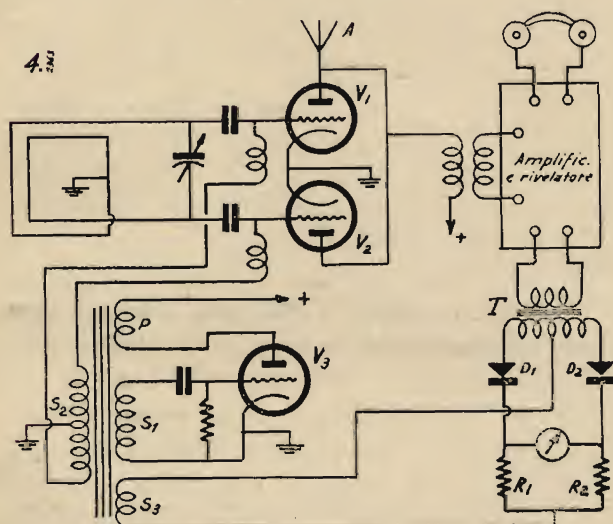 4.
A
V1
V2
Amplific.
e rivelatore
+
+
T
P
V3
S2
S1
S3
D1
D2
R1
R2